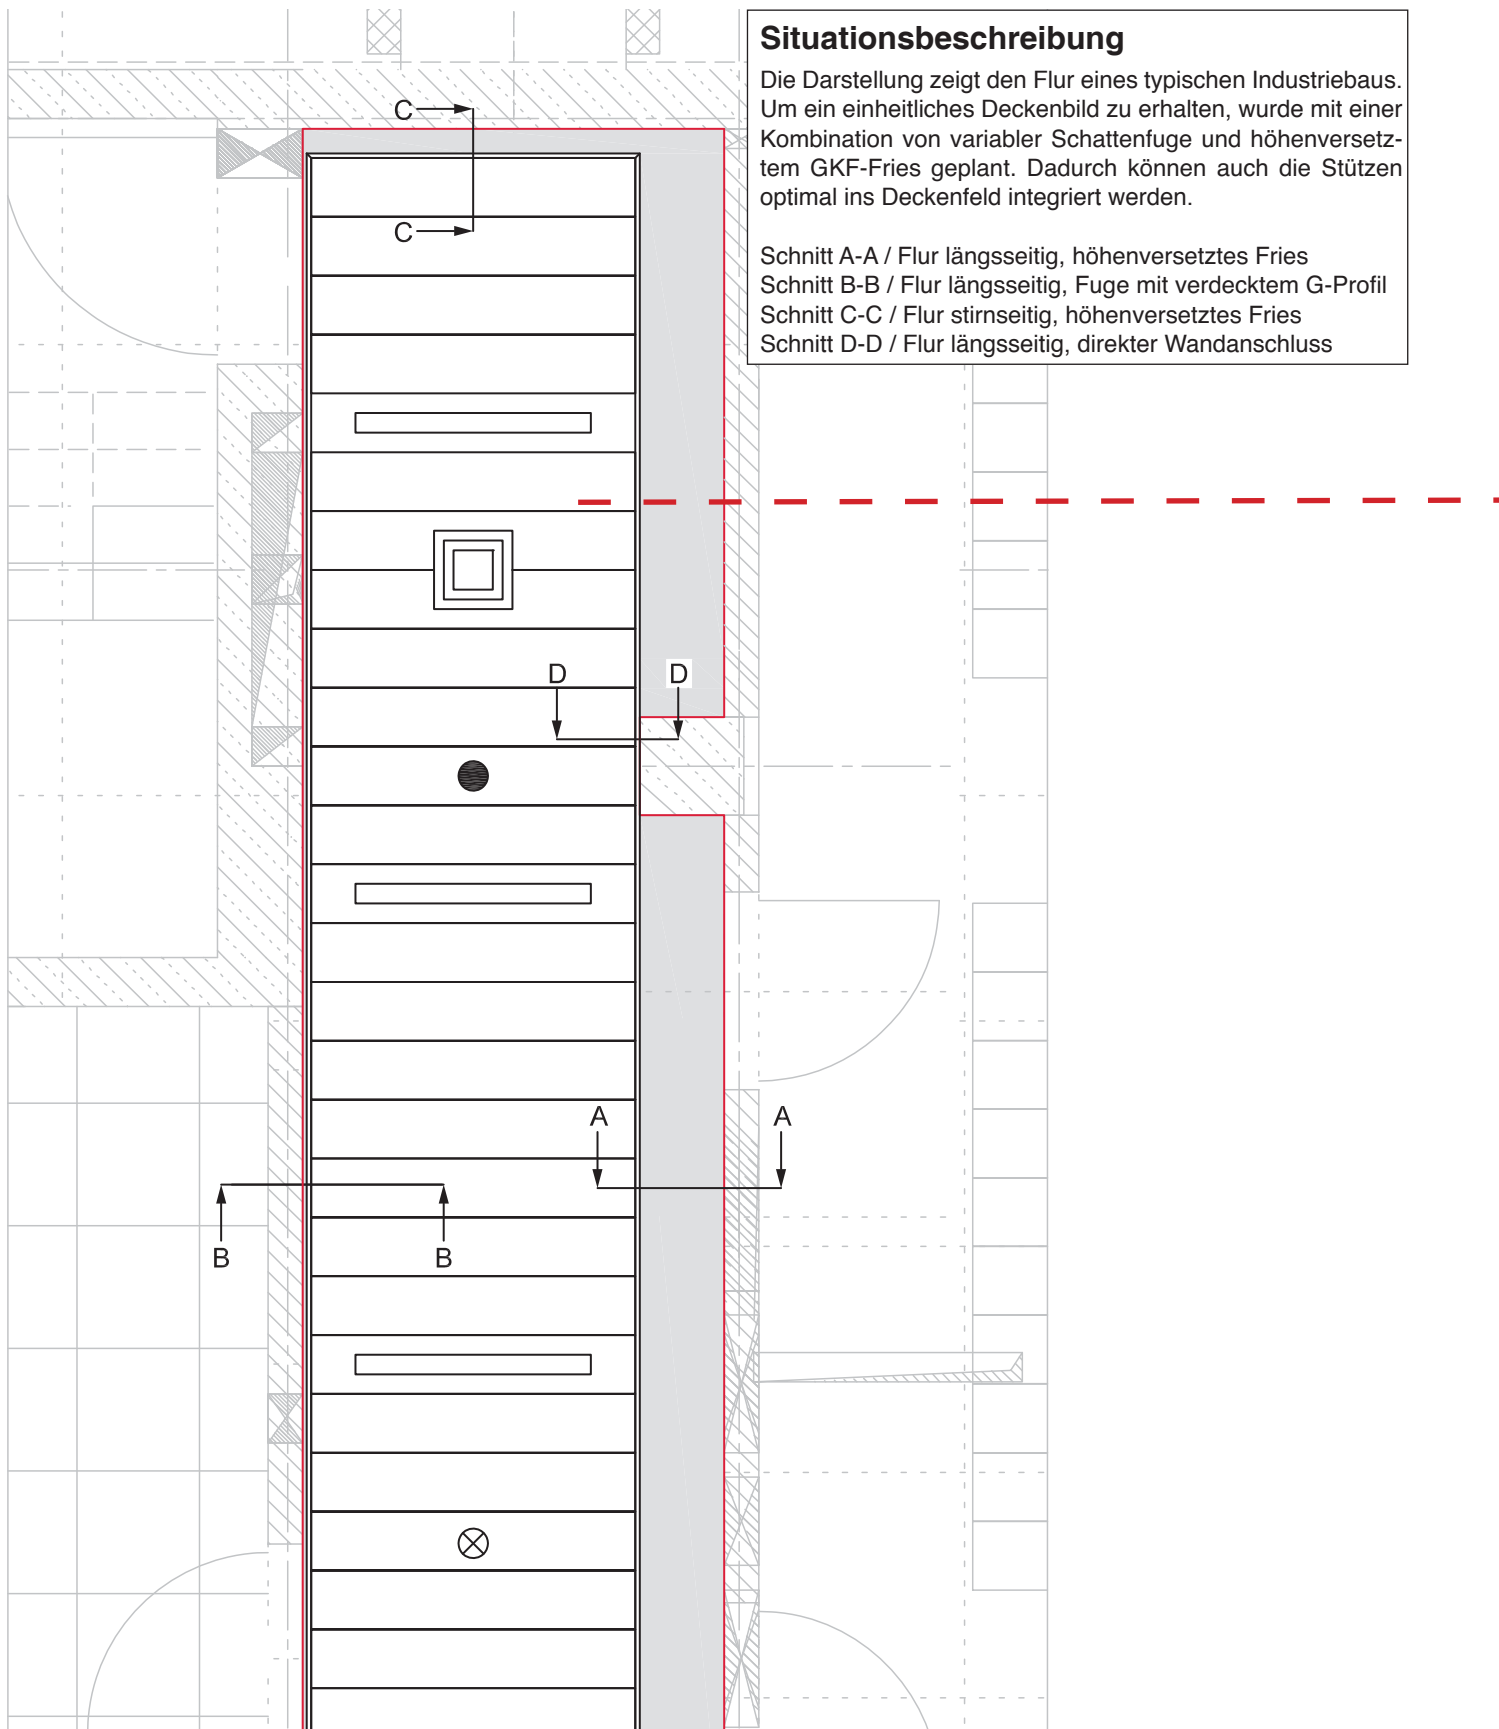 Situationsbeschreibung
Die Darstellung zeigt den Flur eines typischen Industriebaus.
Um ein einheitliches Deckenbild zu erhalten, wurde mit einer
Kombination von variabler Schattenfuge und höhenversetz-
tem GKF-Fries geplant. Dadurch können auch die Stützen
optimal ins Deckenfeld integriert werden.
Schnitt A-A / Flur längsseitig, höhenversetztes Fries
Schnitt B-B / Flur längsseitig, Fuge mit verdecktem G-Profil
Schnitt C-C / Flur stirnseitig, höhenversetztes Fries
Schnitt D-D / Flur längsseitig, direkter Wandanschluss
C
C
D D
A A
B B